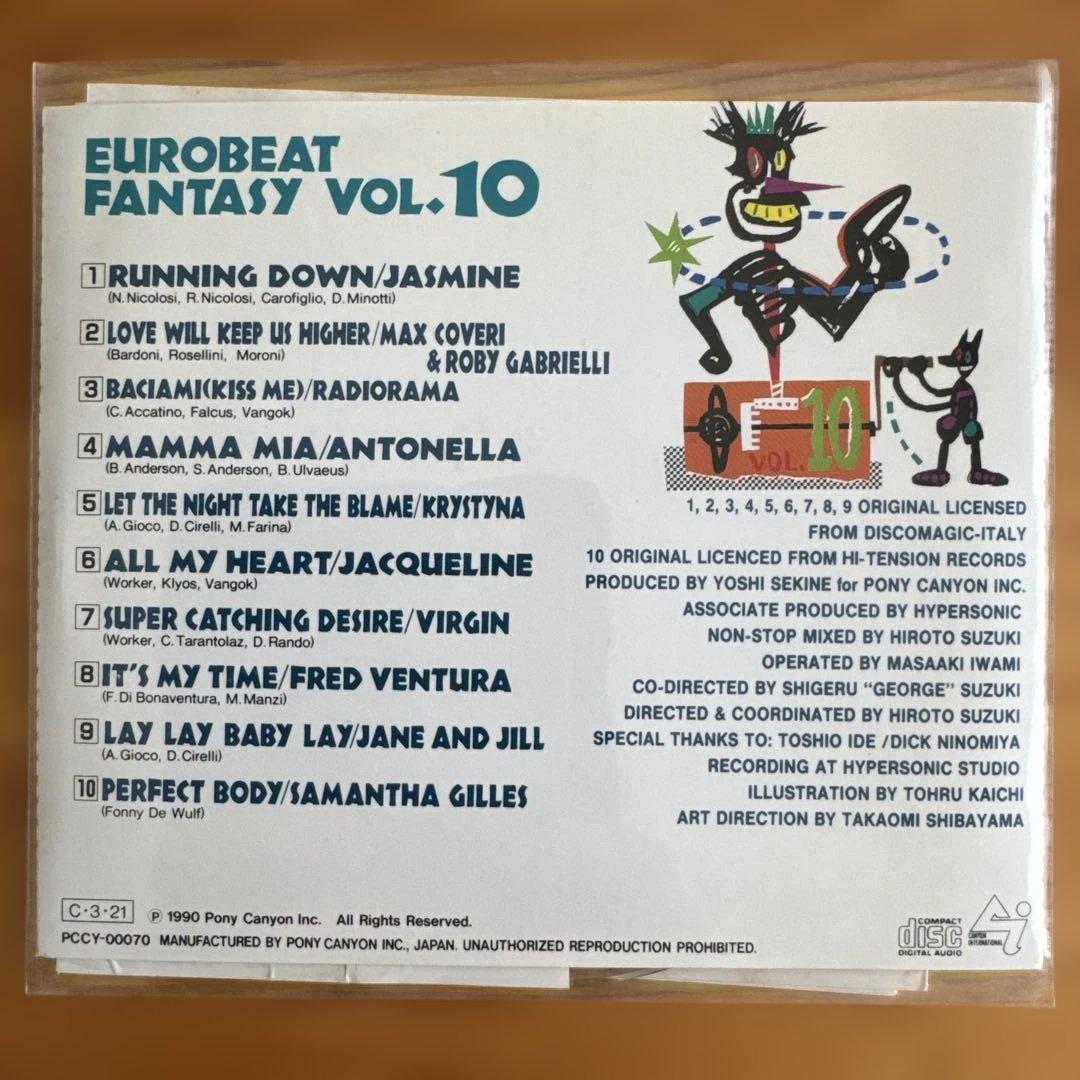 EUROBEAT
FANTASY VOL.10
1 RUNNING DOWN/JASMINE
(N.Nicolosi, R.Nicolosi, Carofiglio, D.Minotti)
2 LOVE WILL KEEP US HIGHER/MAX COVERI
& ROBY GABRIELLI
(Bardoni, Rosellini, Moroni)
3 BACIAMI(KISS ME)/RADIORAMA
(C.Accatino, Falcus, Vangok)
4 MAMMA MIA/ANTONELLA
(B.Anderson, S.Anderson, B.Ulvaeus)
5 LET THE NIGHT TAKE THE BLAME/KRYSTYNA
(A.Gioco, D.Cirelli, M.Farina)
6 ALL MY HEART/JACQUELINE
(Worker, Klyos, Vangok)
7 SUPER CATCHING DESIRE/VIRGIN
(Worker, C.Tarantolaz, D.Rando)
8 IT'S MY TIME/FRED VENTURA
(F.Di Bonaventura, M.Manzi)
9 LAY LAY BABY LAY/JANE AND JILL
(A.Gioco, D.Cirelli)
10 PERFECT BODY/SAMANTHA GILLES
(Fonny De Wulf)
VOL. 10
1, 2, 3, 4, 5, 6, 7, 8, 9 ORIGINAL LICENSED
FROM DISCOMAGIC-ITALY
10 ORIGINAL LICENCED FROM HI-TENSION RECORDS
PRODUCED BY YOSHI SEKINE for PONY CANYON INC.
ASSOCIATE PRODUCED BY HYPERSONIC
NON-STOP MIXED BY HIROTO SUZUKI
OPERATED BY MASAAKI IWAMI
CO-DIRECTED BY SHIGERU "GEORGE" SUZUKI
DIRECTED & COORDINATED BY HIROTO SUZUKI
SPECIAL THANKS TO: TOSHIO IDE /DICK NINOMIYA
RECORDING AT HYPERSONIC STUDIO
ILLUSTRATION BY TOHRU KAICHI
ART DIRECTION BY TAKAOMI SHIBAYAMA
C・3・21 Ⓟ 1990 Pony Canyon Inc. All Rights Reserved.
PCCY-00070 MANUFACTURED BY PONY CANYON INC., JAPAN. UNAUTHORIZED REPRODUCTION PROHIBITED.
COMPACT
disc
DIGITAL AUDIO
CANYON
INTERNATIONAL